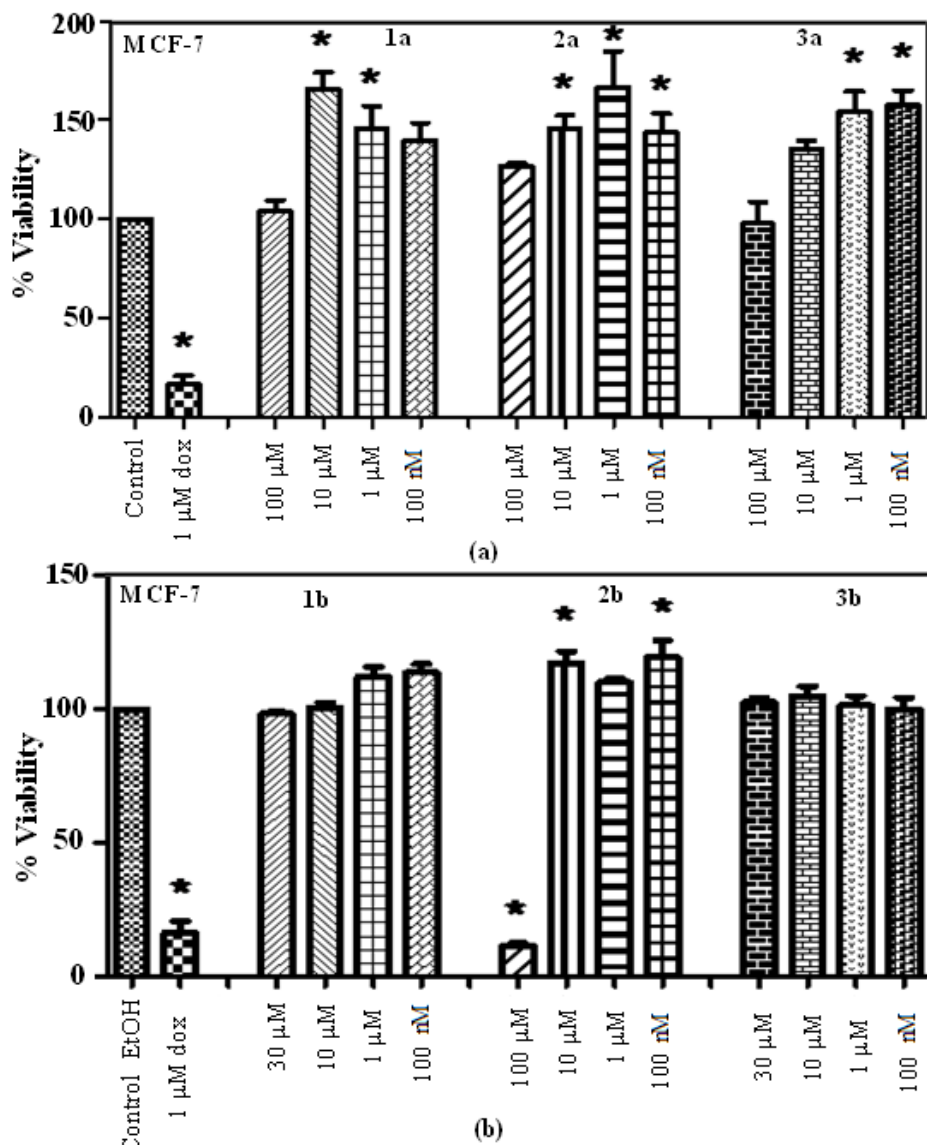 200
150
100
50
0
% Viability
MCF-7
1a
2a
3a
* * * * * * * *
Control
1 μM dox
100 μM
10 μM
1 μM
100 nM
100 μM
10 μM
1 μM
100 nM
100 μM
10 μM
1 μM
100 nM
(a)
150
100
50
0
% Viability
MCF-7
1b
2b
3b
* * * *
Control EtOH
1 μM dox
30 μM
10 μM
1 μM
100 nM
100 μM
10 μM
1 μM
100 nM
30 μM
10 μM
1 μM
100 nM
(b)